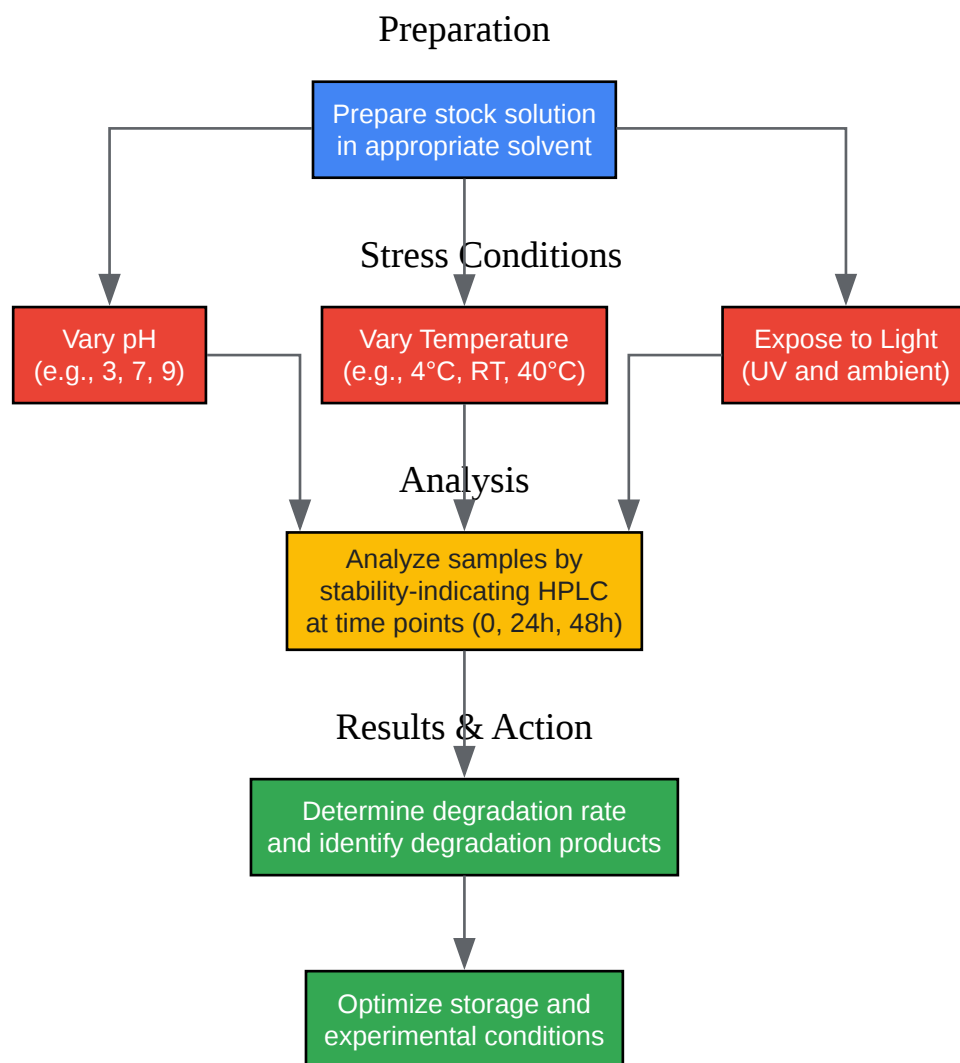 Preparation
Prepare stock solution
in appropriate solvent
Stress Conditions
Vary pH
(e.g., 3, 7, 9)
Vary Temperature
(e.g., 4°C, RT, 40°C)
Expose to Light
(UV and ambient)
Analysis
Analyze samples by
stability-indicating HPLC
at time points (0, 24h, 48h)
Results & Action
Determine degradation rate
and identify degradation products
Optimize storage and
experimental conditions